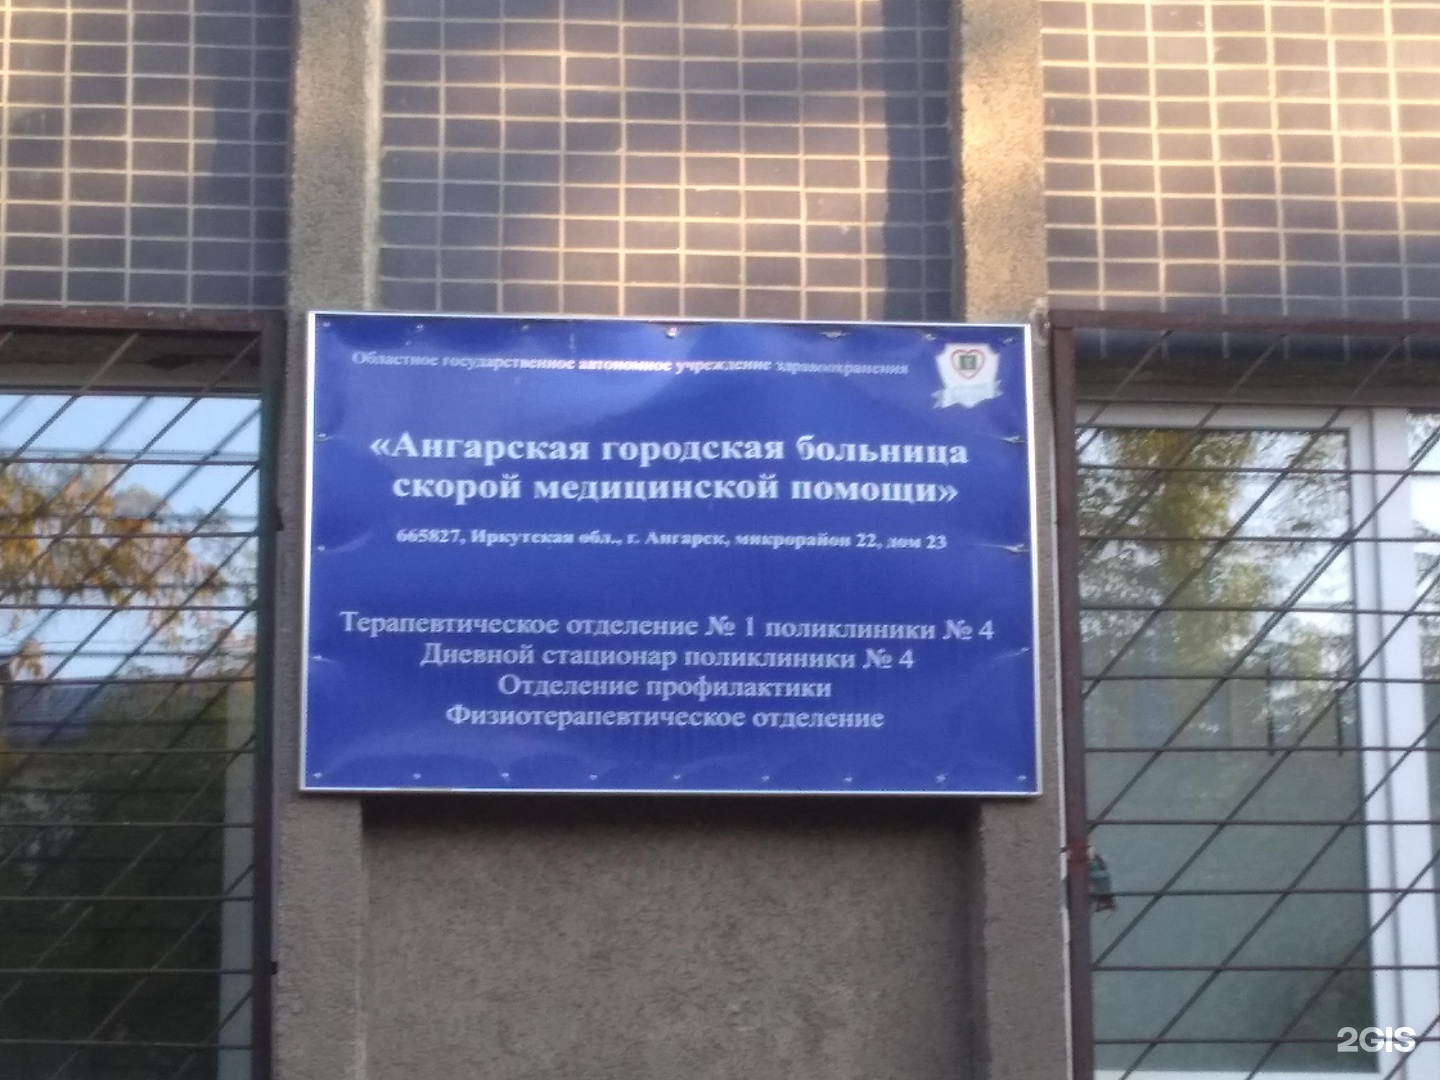 Областное государственное автономное учреждение здравоохранения
«Ангарская городская больница
скорой медицинской помощи»
665827, Иркутская обл., г. Ангарск, микрорайон 22, дом 23
Терапевтическое отделение № 1 поликлиники № 4
Дневной стационар поликлиники № 4
Отделение профилактики
Физиотерапевтическое отделение
2GIS